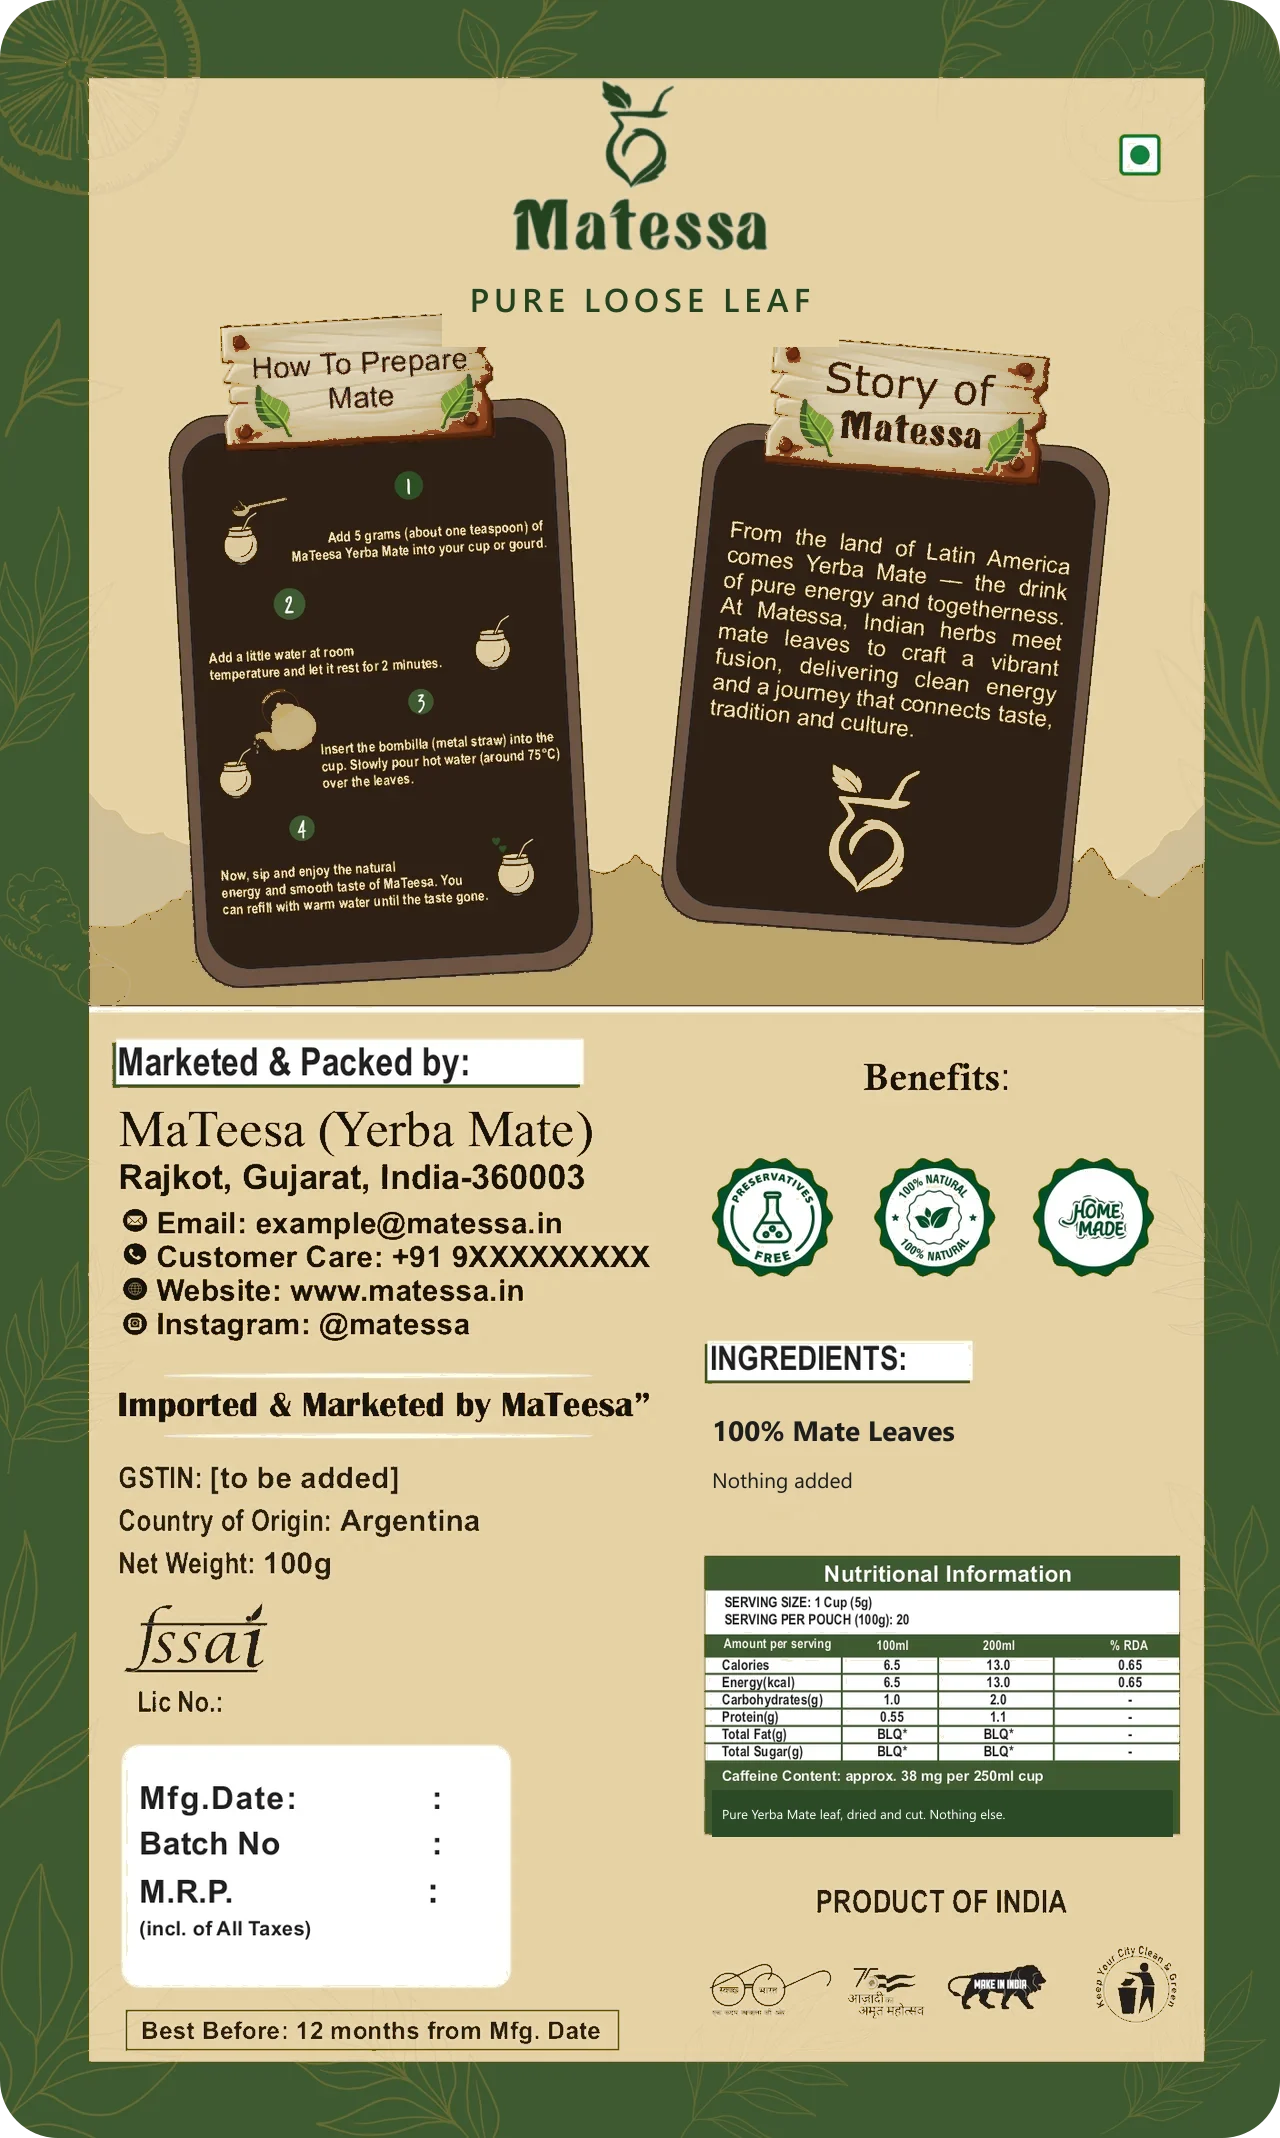 Matessa
PURE LOOSE LEAF
How To Prepare
Mate
1
Add 5 grams (about one teaspoon) of
MaTeesa Yerba Mate into your cup or gourd.
2
Add a little water at room
temperature and let it rest for 2 minutes.
3
Insert the bombilla (metal straw) into the
cup. Slowly pour hot water (around 75°C)
over the leaves.
4
Now, sip and enjoy the natural
energy and smooth taste of MaTeesa. You
can refill with warm water until the taste gone.
Story of
Matessa
From the land of Latin America
comes Yerba Mate — the drink
of pure energy and togetherness.
At Matessa, Indian herbs meet
mate leaves to craft a vibrant
fusion, delivering clean energy
and a journey that connects taste,
tradition and culture.
Marketed & Packed by:
MaTeesa (Yerba Mate)
Rajkot, Gujarat, India-360003
Email: example@matessa.in
Customer Care: +91 9XXXXXXXXX
Website: www.matessa.in
Instagram: @matessa
Imported & Marketed by MaTeesa”
GSTIN: [to be added]
Country of Origin: Argentina
Net Weight: 100g
fssai
Lic No.:
Mfg.Date: :
Batch No :
M.R.P. :
(incl. of All Taxes)
Best Before: 12 months from Mfg. Date
Benefits:
PRESERVATIVES
FREE
100% NATURAL
100% NATURAL
HOME
MADE
INGREDIENTS:
100% Mate Leaves
Nothing added
Nutritional Information
SERVING SIZE: 1 Cup (5g)
SERVING PER POUCH (100g): 20
Amount per serving 100ml 200ml % RDA
Calories 6.5 13.0 0.65
Energy(kcal) 6.5 13.0 0.65
Carbohydrates(g) 1.0 2.0 -
Protein(g) 0.55 1.1 -
Total Fat(g) BLQ* BLQ* -
Total Sugar(g) BLQ* BLQ* -
Caffeine Content: approx. 38 mg per 250ml cup
Pure Yerba Mate leaf, dried and cut. Nothing else.
PRODUCT OF INDIA
स्वच्छ भारत
एक कदम स्वच्छता की ओर
75
आज़ादी का
अमृत महोत्सव
MAKE IN INDIA
Keep Your City Clean & Green